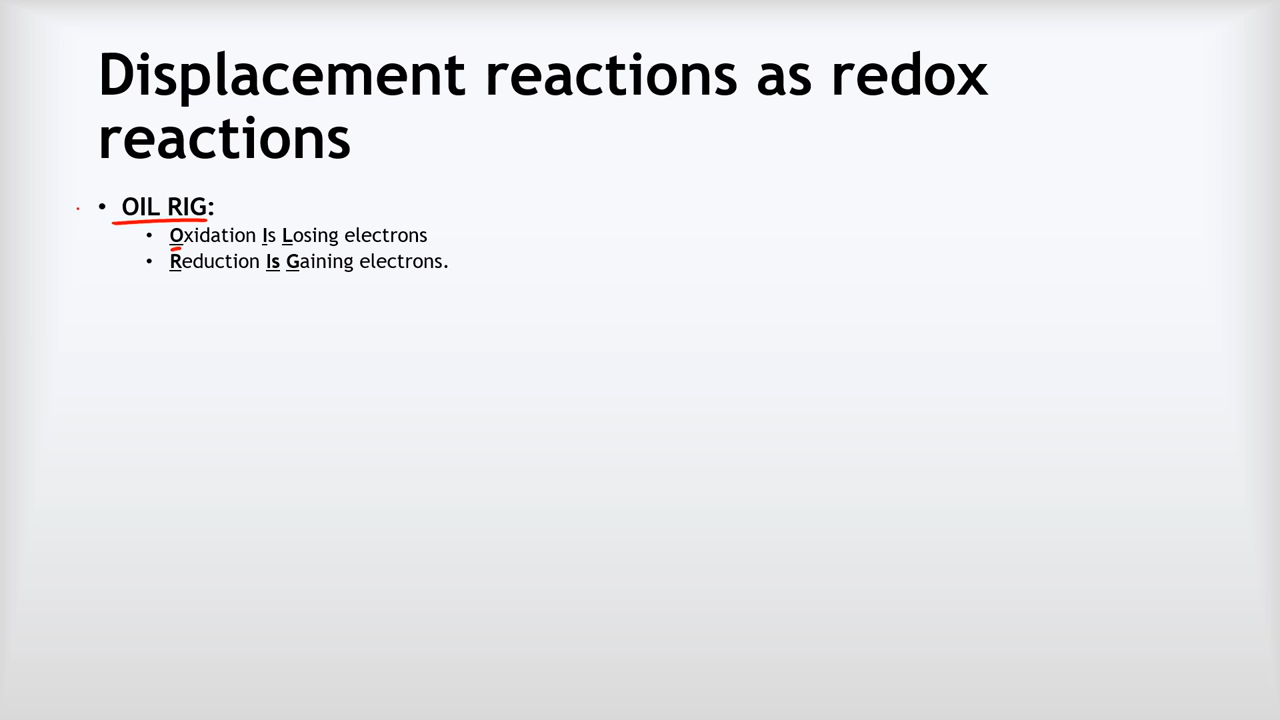 Displacement reactions as redox
reactions
• OIL RIG:
• Oxidation Is Losing electrons
• Reduction Is Gaining electrons.